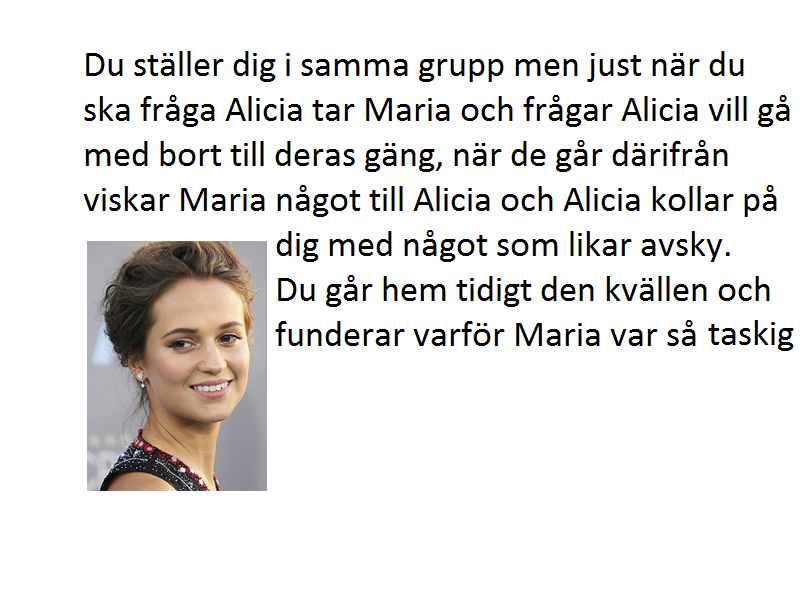 Du ställer dig i samma grupp men just när du
ska fråga Alicia tar Maria och frågar Alicia vill gå
med bort till deras gäng, när de går därifrån
viskar Maria något till Alicia och Alicia kollar på
dig med något som likar avsky.
Du går hem tidigt den kvällen och
funderar varför Maria var så taskig